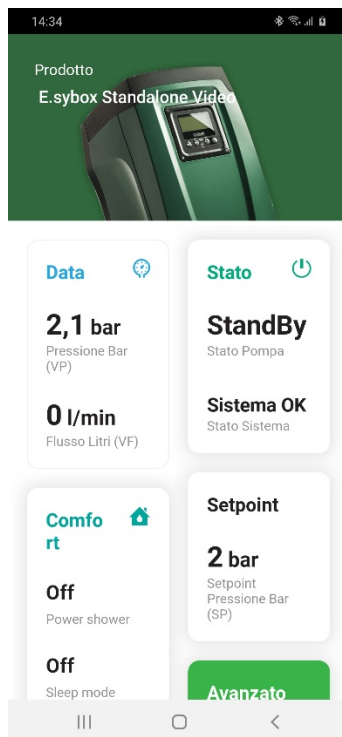 14:34
Prodotto
E.sybox Standalone Video
Data
2,1 bar
Pressione Bar
(VP)
0 l/min
Flusso Litri (VF)
Stato
StandBy
Stato Pompa
Sistema OK
Stato Sistema
Comfo
rt
Off
Power shower
Off
Sleep mode
Setpoint
2 bar
Setpoint
Pressione Bar
(SP)
Avanzato